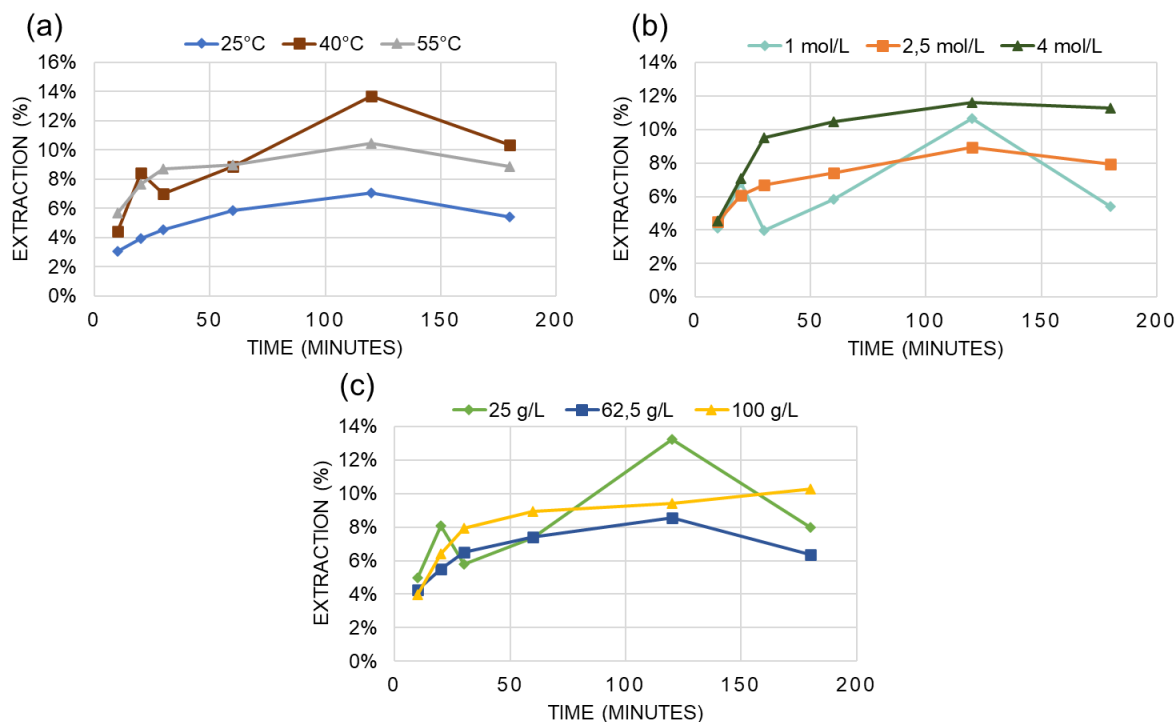 (a)
25°C 40°C 55°C
16%
14%
12%
10%
8%
6%
4%
2%
0%
EXTRACTION (%)
0 50 100 150 200
TIME (MINUTES)
(b)
1 mol/L 2,5 mol/L 4 mol/L
14%
12%
10%
8%
6%
4%
2%
0%
EXTRACTION (%)
0 50 100 150 200
TIME (MINUTES)
(c)
25 g/L 62,5 g/L 100 g/L
14%
12%
10%
8%
6%
4%
2%
0%
EXTRACTION (%)
0 50 100 150 200
TIME (MINUTES)